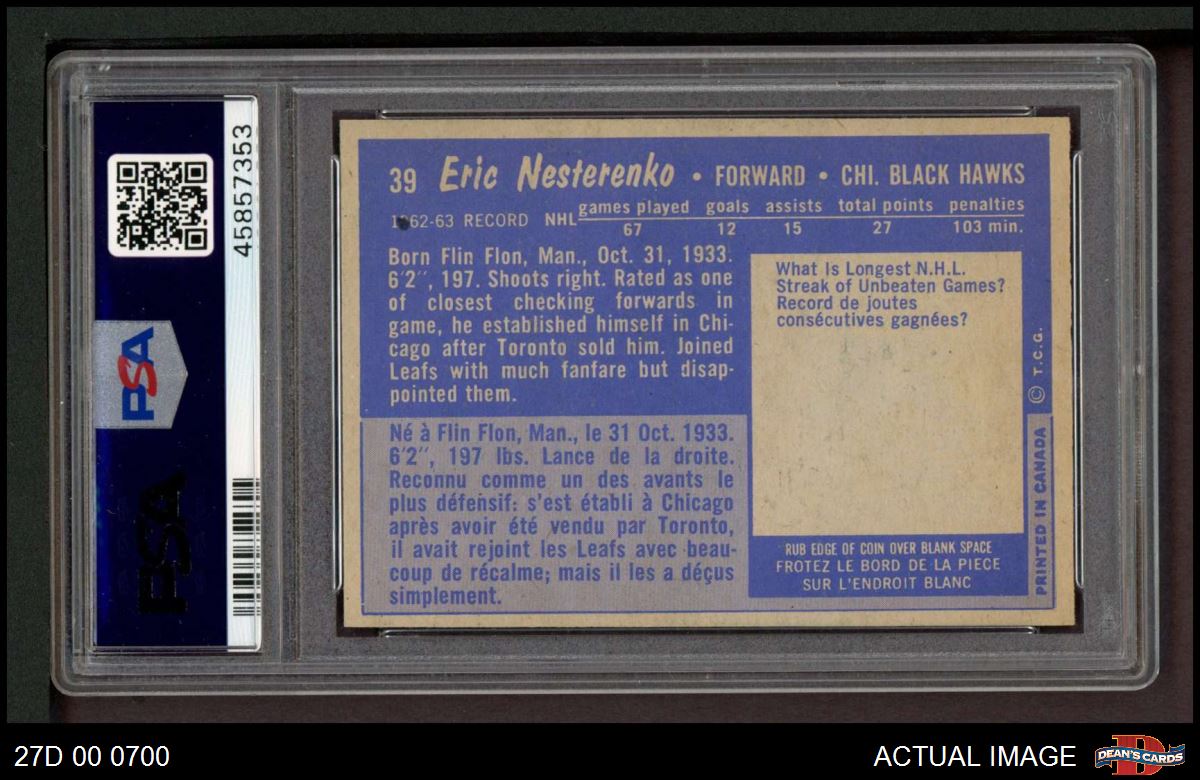 45857353
PSA
PSA
39 Eric Nesterenko • FORWARD • CHI. BLACK HAWKS
games played goals assists total points penalties
1962-63 RECORD NHL 67 12 15 27 103 min.
Born Flin Flon, Man., Oct. 31, 1933.
6'2", 197. Shoots right. Rated as one
of closest checking forwards in
game, he established himself in Chi-
cago after Toronto sold him. Joined
Leafs with much fanfare but disap-
pointed them.
Né à Flin Flon, Man., le 31 Oct. 1933.
6'2", 197 lbs. Lance de la droite.
Reconnu comme un des avants le
plus défensif: s'est établi à Chicago
après avoir été vendu par Toronto,
il avait rejoint les Leafs avec beau-
coup de récalme; mais il les a déçus
simplement.
What Is Longest N.H.L.
Streak of Unbeaten Games?
Record de joutes
consécutives gagnées?
RUB EDGE OF COIN OVER BLANK SPACE
FROTEZ LE BORD DE LA PIECE
SUR L'ENDROIT BLANC
PRINTED IN CANADA © T.C.G.
27D 00 0700
ACTUAL IMAGE
D
DEAN'S CARDS